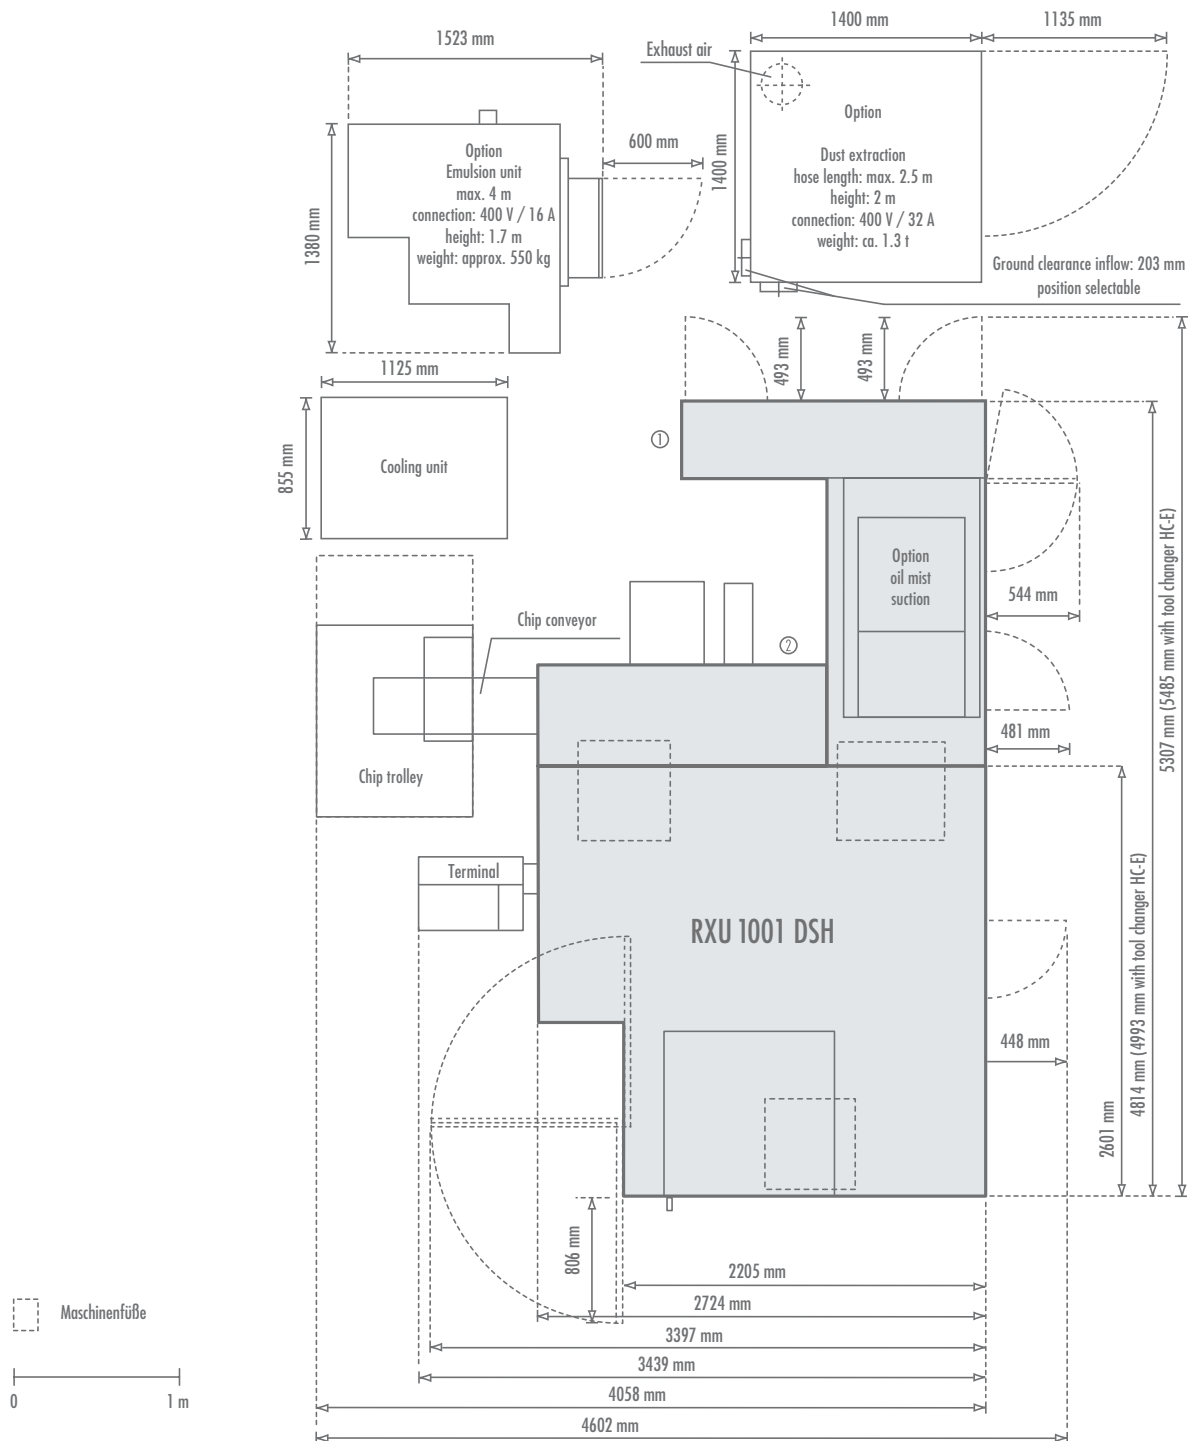 1523 mm
1400 mm
1135 mm
Exhaust air
600 mm
1380 mm
1400 mm
Option
Emulsion unit
max. 4 m
connection: 400 V / 16 A
height: 1.7 m
weight: approx. 550 kg
Option
Dust extraction
hose length: max. 2.5 m
height: 2 m
connection: 400 V / 32 A
weight: ca. 1.3 t
Ground clearance inflow: 203 mm
position selectable
1125 mm
855 mm
Cooling unit
493 mm
493 mm
1
Option
oil mist
suction
544 mm
Chip conveyor
2
481 mm
5307 mm (5485 mm with tool changer HC-E)
Chip trolley
Terminal
RXU 1001 DSH
4814 mm (4993 mm with tool changer HC-E)
448 mm
2601 mm
806 mm
2205 mm
2724 mm
3397 mm
3439 mm
4058 mm
4602 mm
Maschinenfüße
0
1 m